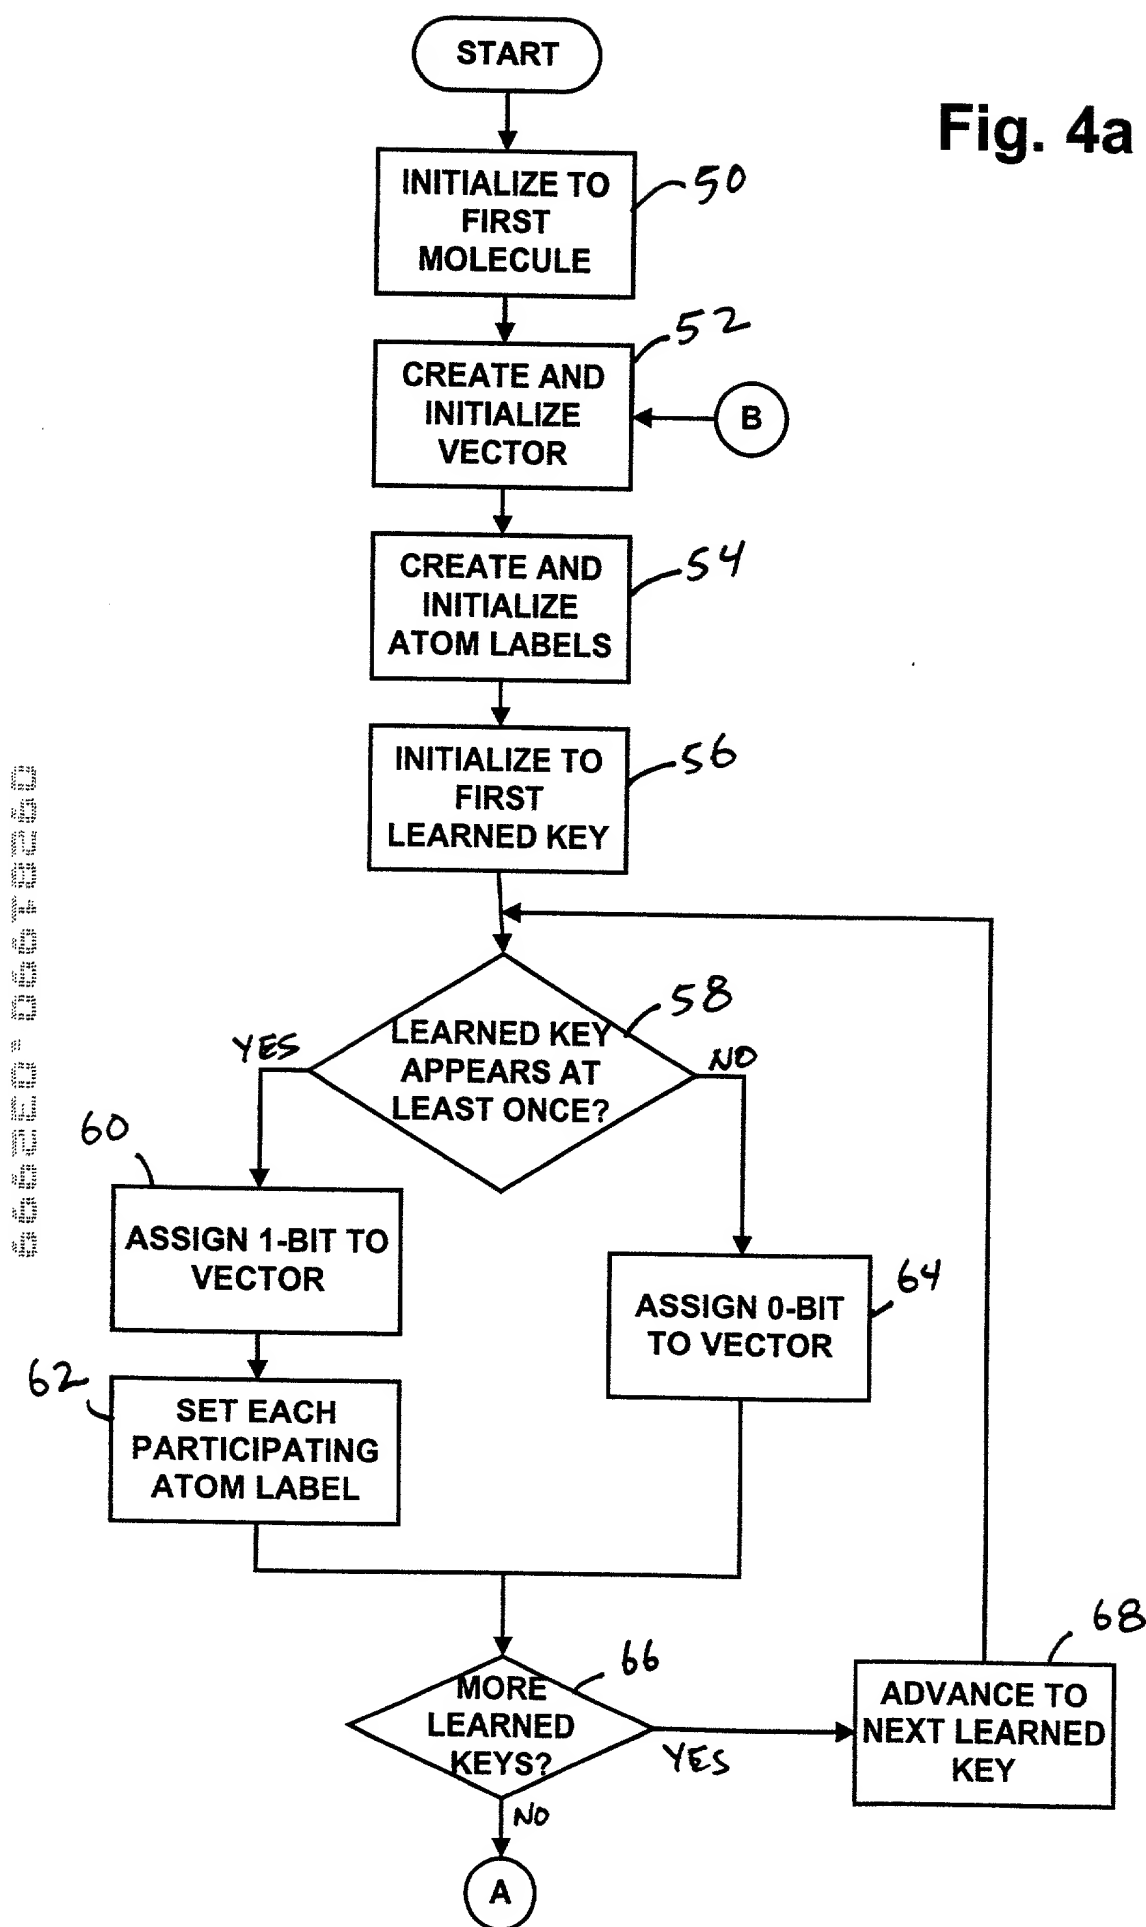 START
Fig. 4a
INITIALIZE TO
FIRST
MOLECULE
50
CREATE AND
INITIALIZE
VECTOR
52
B
CREATE AND
INITIALIZE
ATOM LABELS
54
INITIALIZE TO
FIRST
LEARNED KEY
56
LEARNED KEY
APPEARS AT
LEAST ONCE?
58
YES
NO
60
ASSIGN 1-BIT TO
VECTOR
ASSIGN 0-BIT
TO VECTOR
64
62
SET EACH
PARTICIPATING
ATOM LABEL
MORE
LEARNED
KEYS?
66
YES
NO
ADVANCE TO
NEXT LEARNED
KEY
68
A